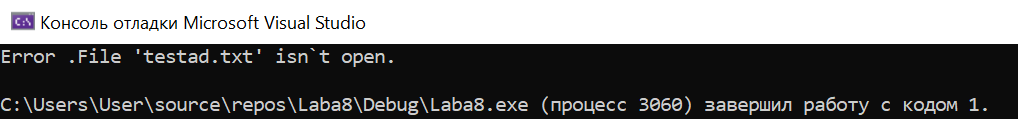 Консоль отладки Microsoft Visual Studio
Error .File 'testad.txt' isn`t open.
C:\Users\User\source\repos\Laba8\Debug\Laba8.exe (процесс 3060) завершил работу с кодом 1.